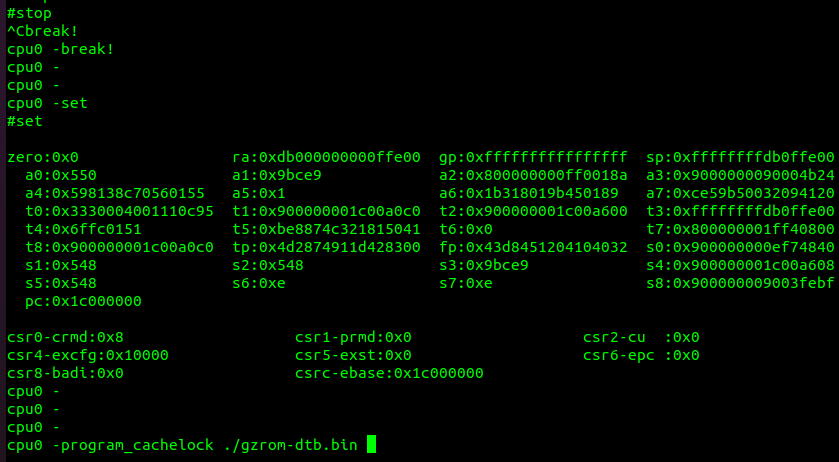 #stop
^Cbreak!
cpu0 -break!
cpu0 -
cpu0 -
cpu0 -set
#set
zero:0x0 ra:0xdb000000000ffe00 gp:0xffffffffffffffff sp:0xffffffffdb0ffe00
a0:0x550 a1:0x9bce9 a2:0x800000000ff0018a a3:0x9000000090004b24
a4:0x598138c70560155 a5:0x1 a6:0x1b318019b450189 a7:0xce59b50032094120
t0:0x3330004001110c95 t1:0x900000001c00a0c0 t2:0x900000001c00a600 t3:0xffffffffdb0ffe00
t4:0x6ffc0151 t5:0xbe8874c321815041 t6:0x0 t7:0x800000001ff40800
t8:0x900000001c00a0c0 tp:0x4d2874911d428300 fp:0x43d8451204104032 s0:0x900000000ef74840
s1:0x548 s2:0x548 s3:0x9bce9 s4:0x900000001c00a608
s5:0x548 s6:0xe s7:0xe s8:0x900000009003febf
pc:0x1c000000
csr0-crmd:0x8 csr1-prmd:0x0 csr2-cu :0x0
csr4-excfg:0x10000 csr5-exst:0x0 csr6-epc :0x0
csr8-badi:0x0 csrc-ebase:0x1c000000
cpu0 -
cpu0 -
cpu0 -
cpu0 -program_cachelock ./gzrom-dtb.bin